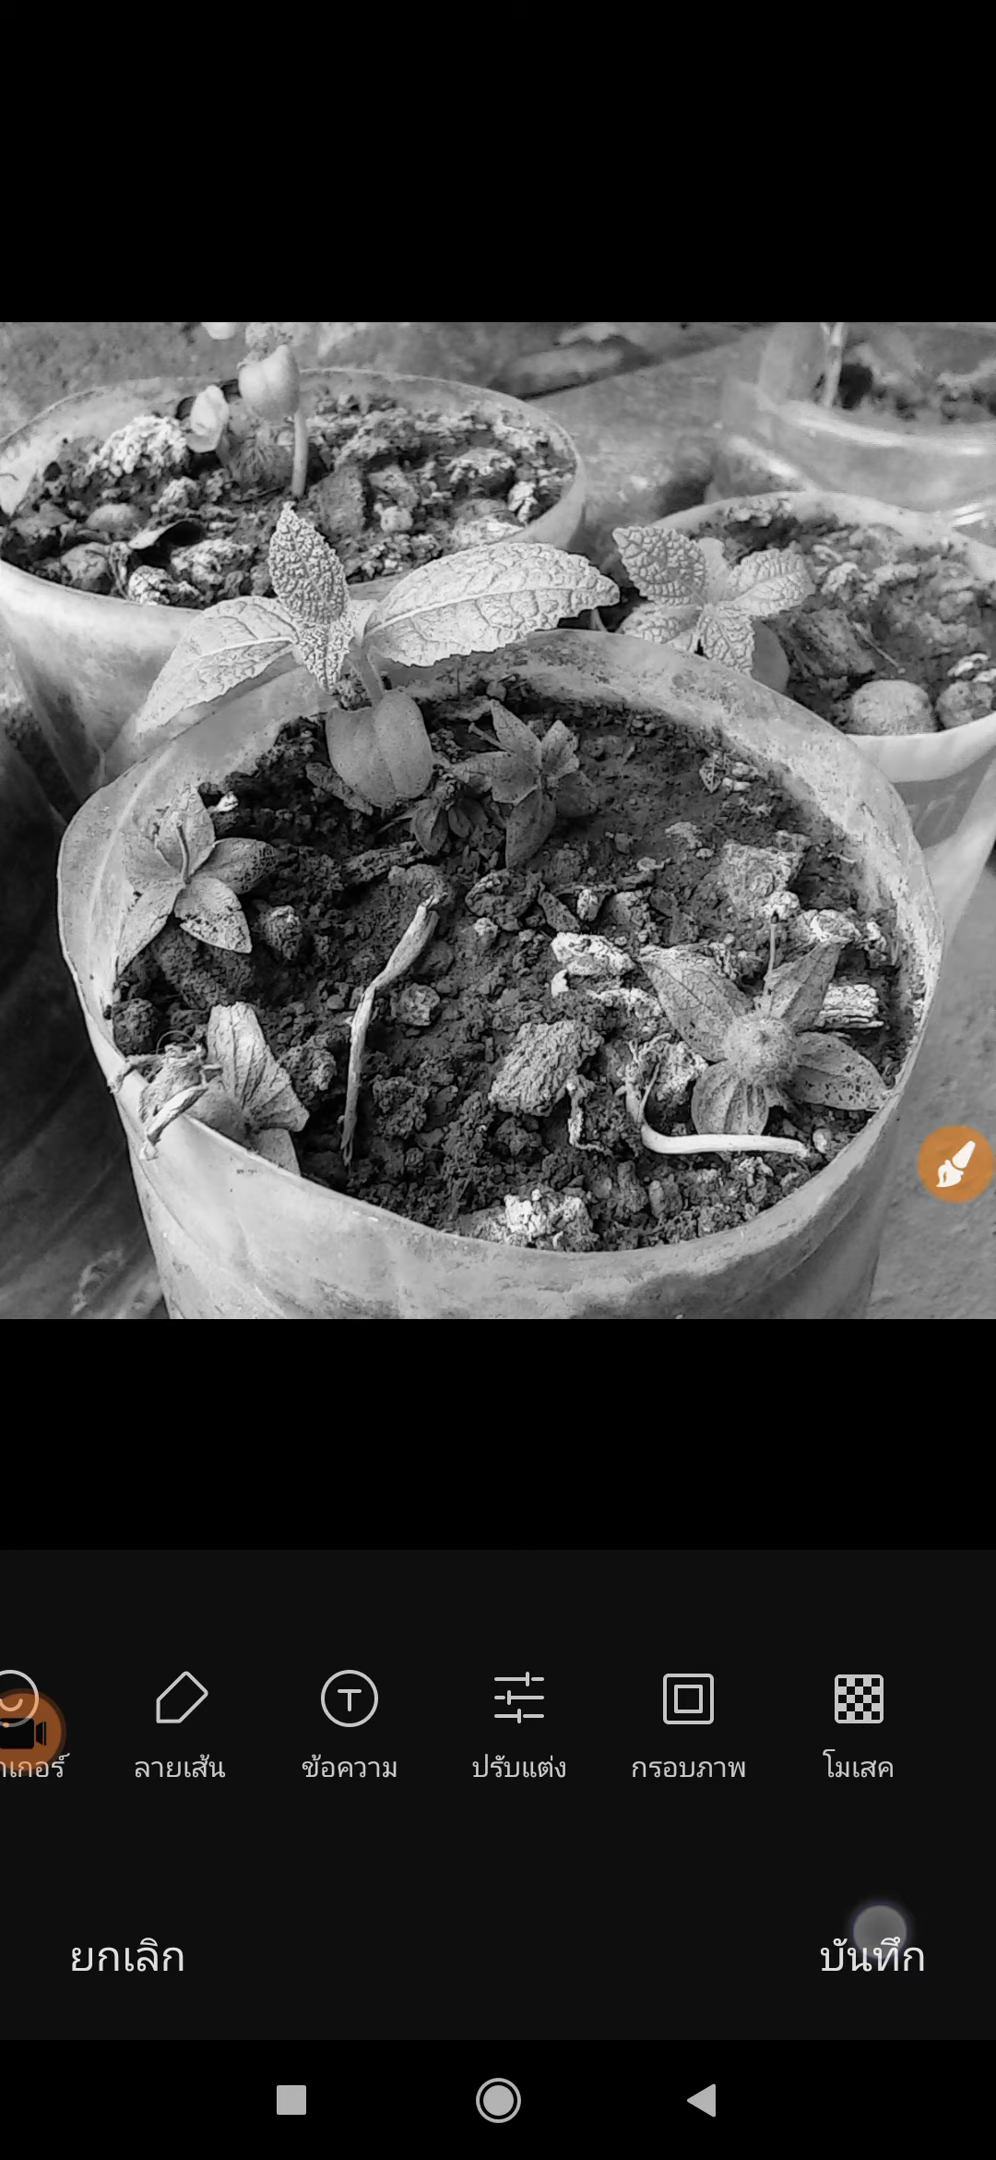 ลายเส้น
ข้อความ
ปรับแต่ง
กรอบภาพ
โมเสค
ยกเลิก
บันทึก